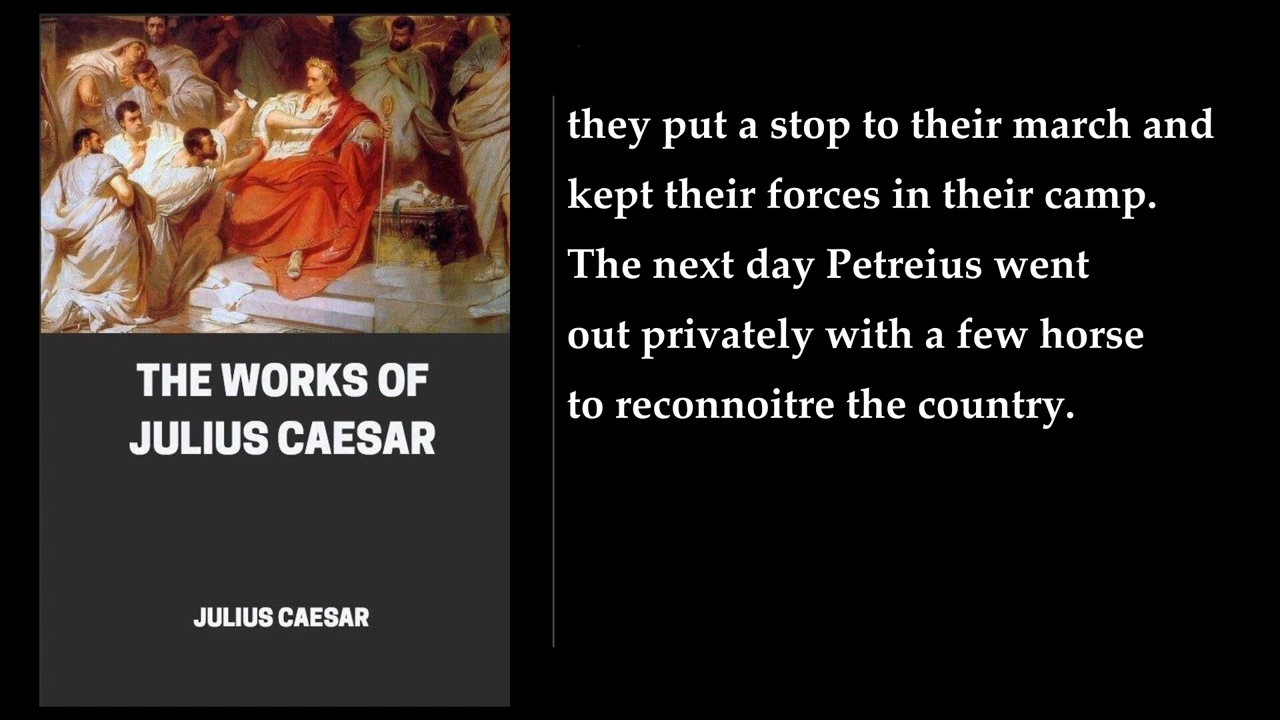 THE WORKS OF
JULIUS CAESAR
JULIUS CAESAR
they put a stop to their march and
kept their forces in their camp.
The next day Petreius went
out privately with a few horse
to reconnoitre the country.